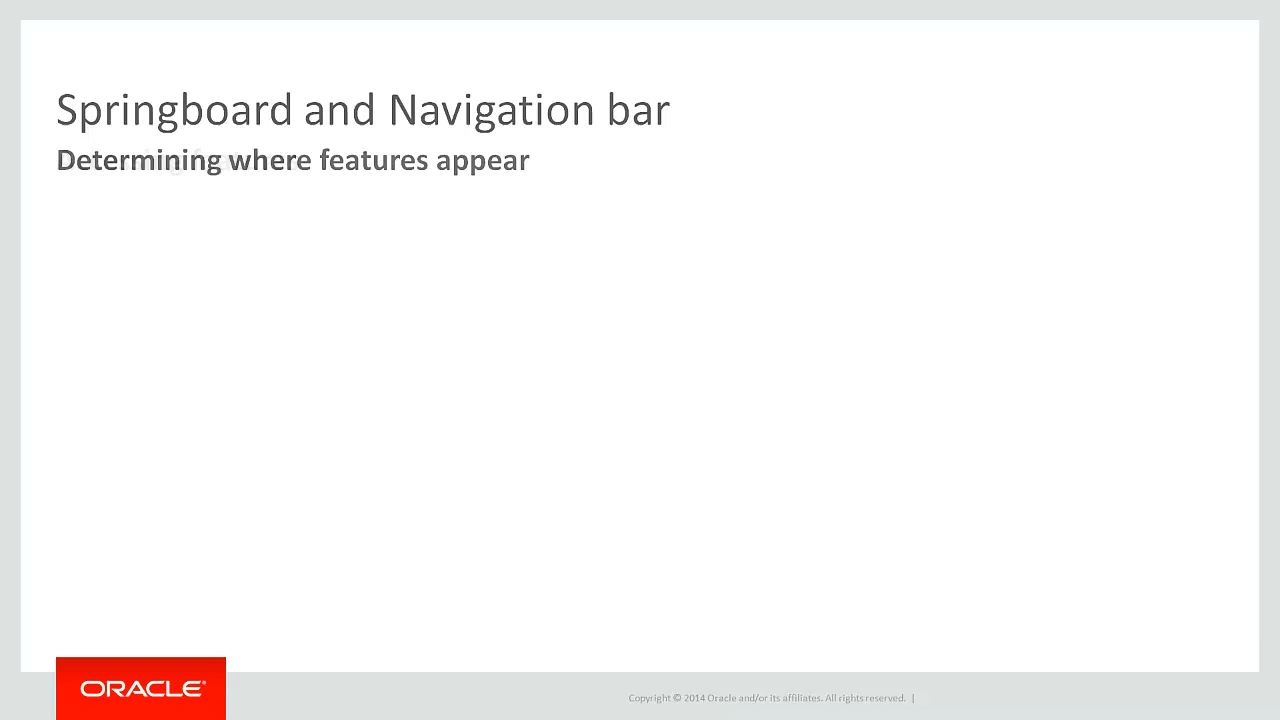 Springboard and Navigation bar
Determining where features appear
ORACLE®
Copyright © 2014 Oracle and/or its affiliates. All rights reserved. |